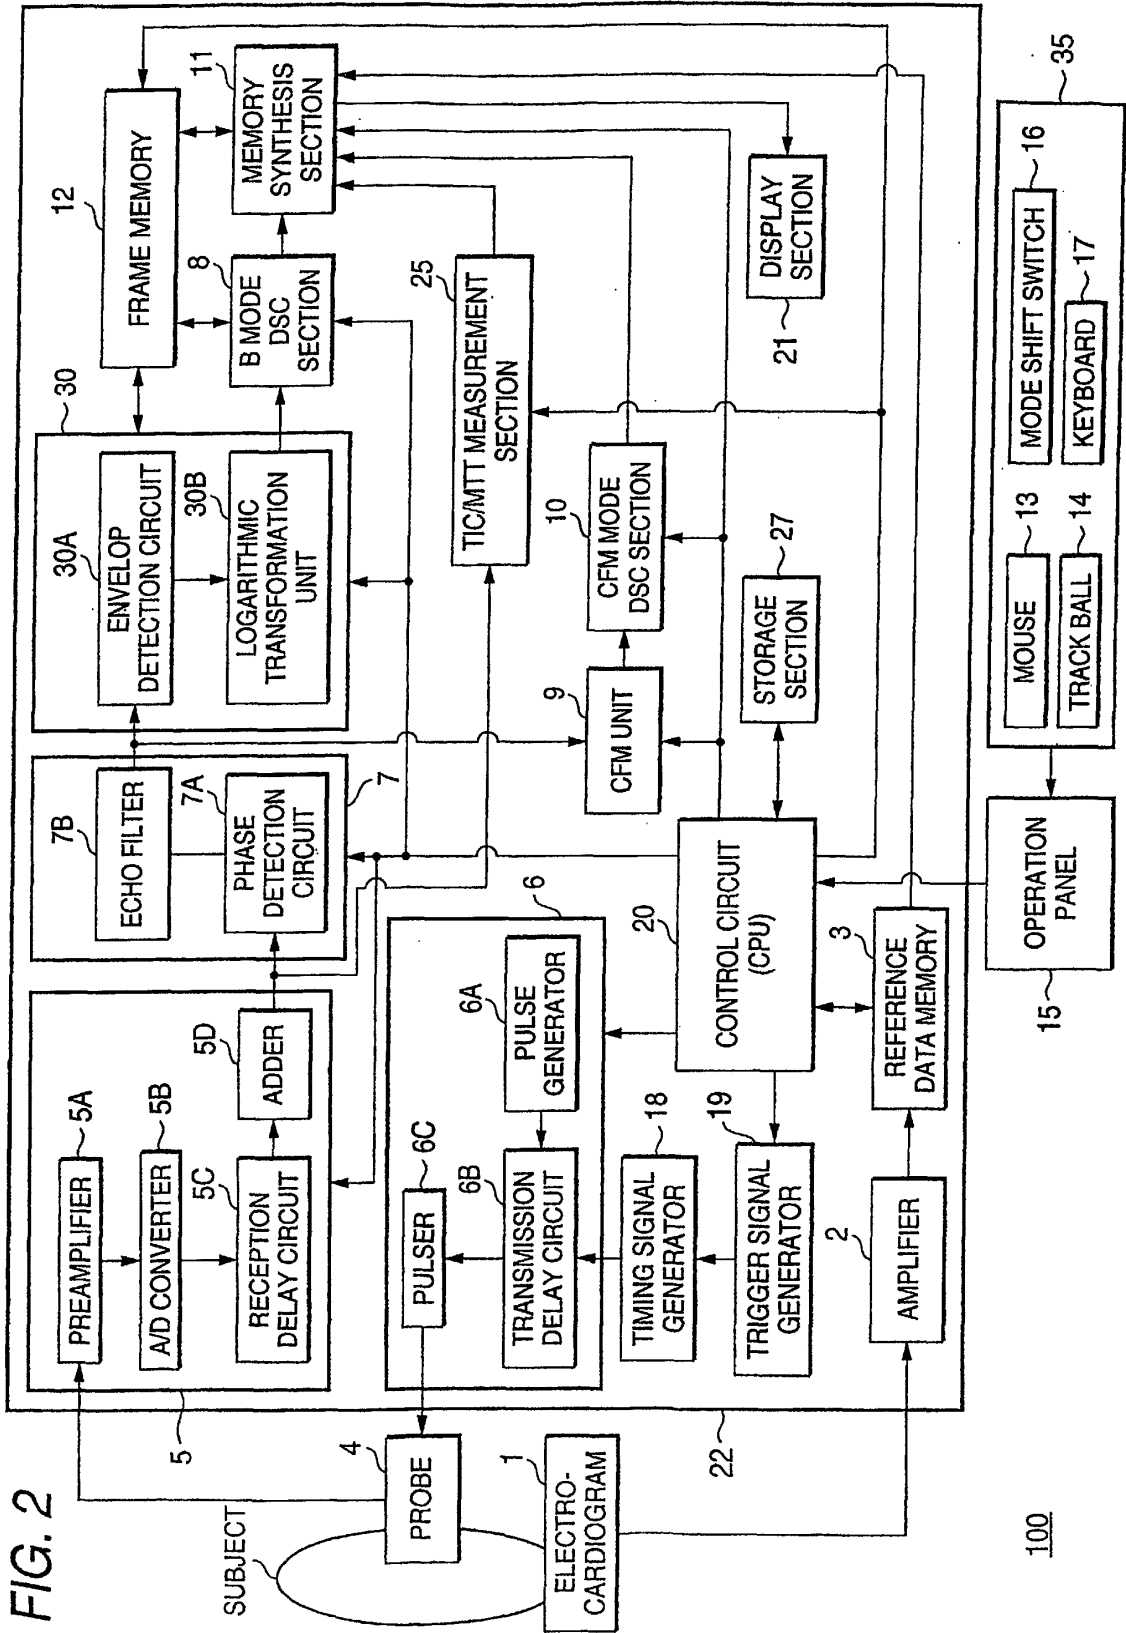 FIG. 2
SUBJECT
PROBE
4
ELECTRO-
CARDIOGRAM
1
100
22
5
PREAMPLIFIER
5A
A/D CONVERTER
5B
RECEPTION
DELAY CIRCUIT
5C
ADDER
5D
7
ECHO FILTER
7B
PHASE
DETECTION
CIRCUIT
7A
30
ENVELOP
DETECTION CIRCUIT
30A
LOGARITHMIC
TRANSFORMATION
UNIT
30B
FRAME MEMORY
12
B MODE
DSC
SECTION
8
MEMORY
SYNTHESIS
SECTION
11
TIC/MTT MEASUREMENT
SECTION
25
6
PULSER
6C
TRANSMISSION
DELAY CIRCUIT
6B
PULSE
GENERATOR
6A
CFM UNIT
9
CFM MODE
DSC SECTION
10
TIMING SIGNAL
GENERATOR
18
TRIGGER SIGNAL
GENERATOR
19
CONTROL CIRCUIT
(CPU)
20
STORAGE
SECTION
27
DISPLAY
SECTION
21
AMPLIFIER
2
REFERENCE
DATA MEMORY
3
OPERATION
PANEL
15
35
MOUSE
13
MODE SHIFT SWITCH
16
TRACK BALL
14
KEYBOARD
17